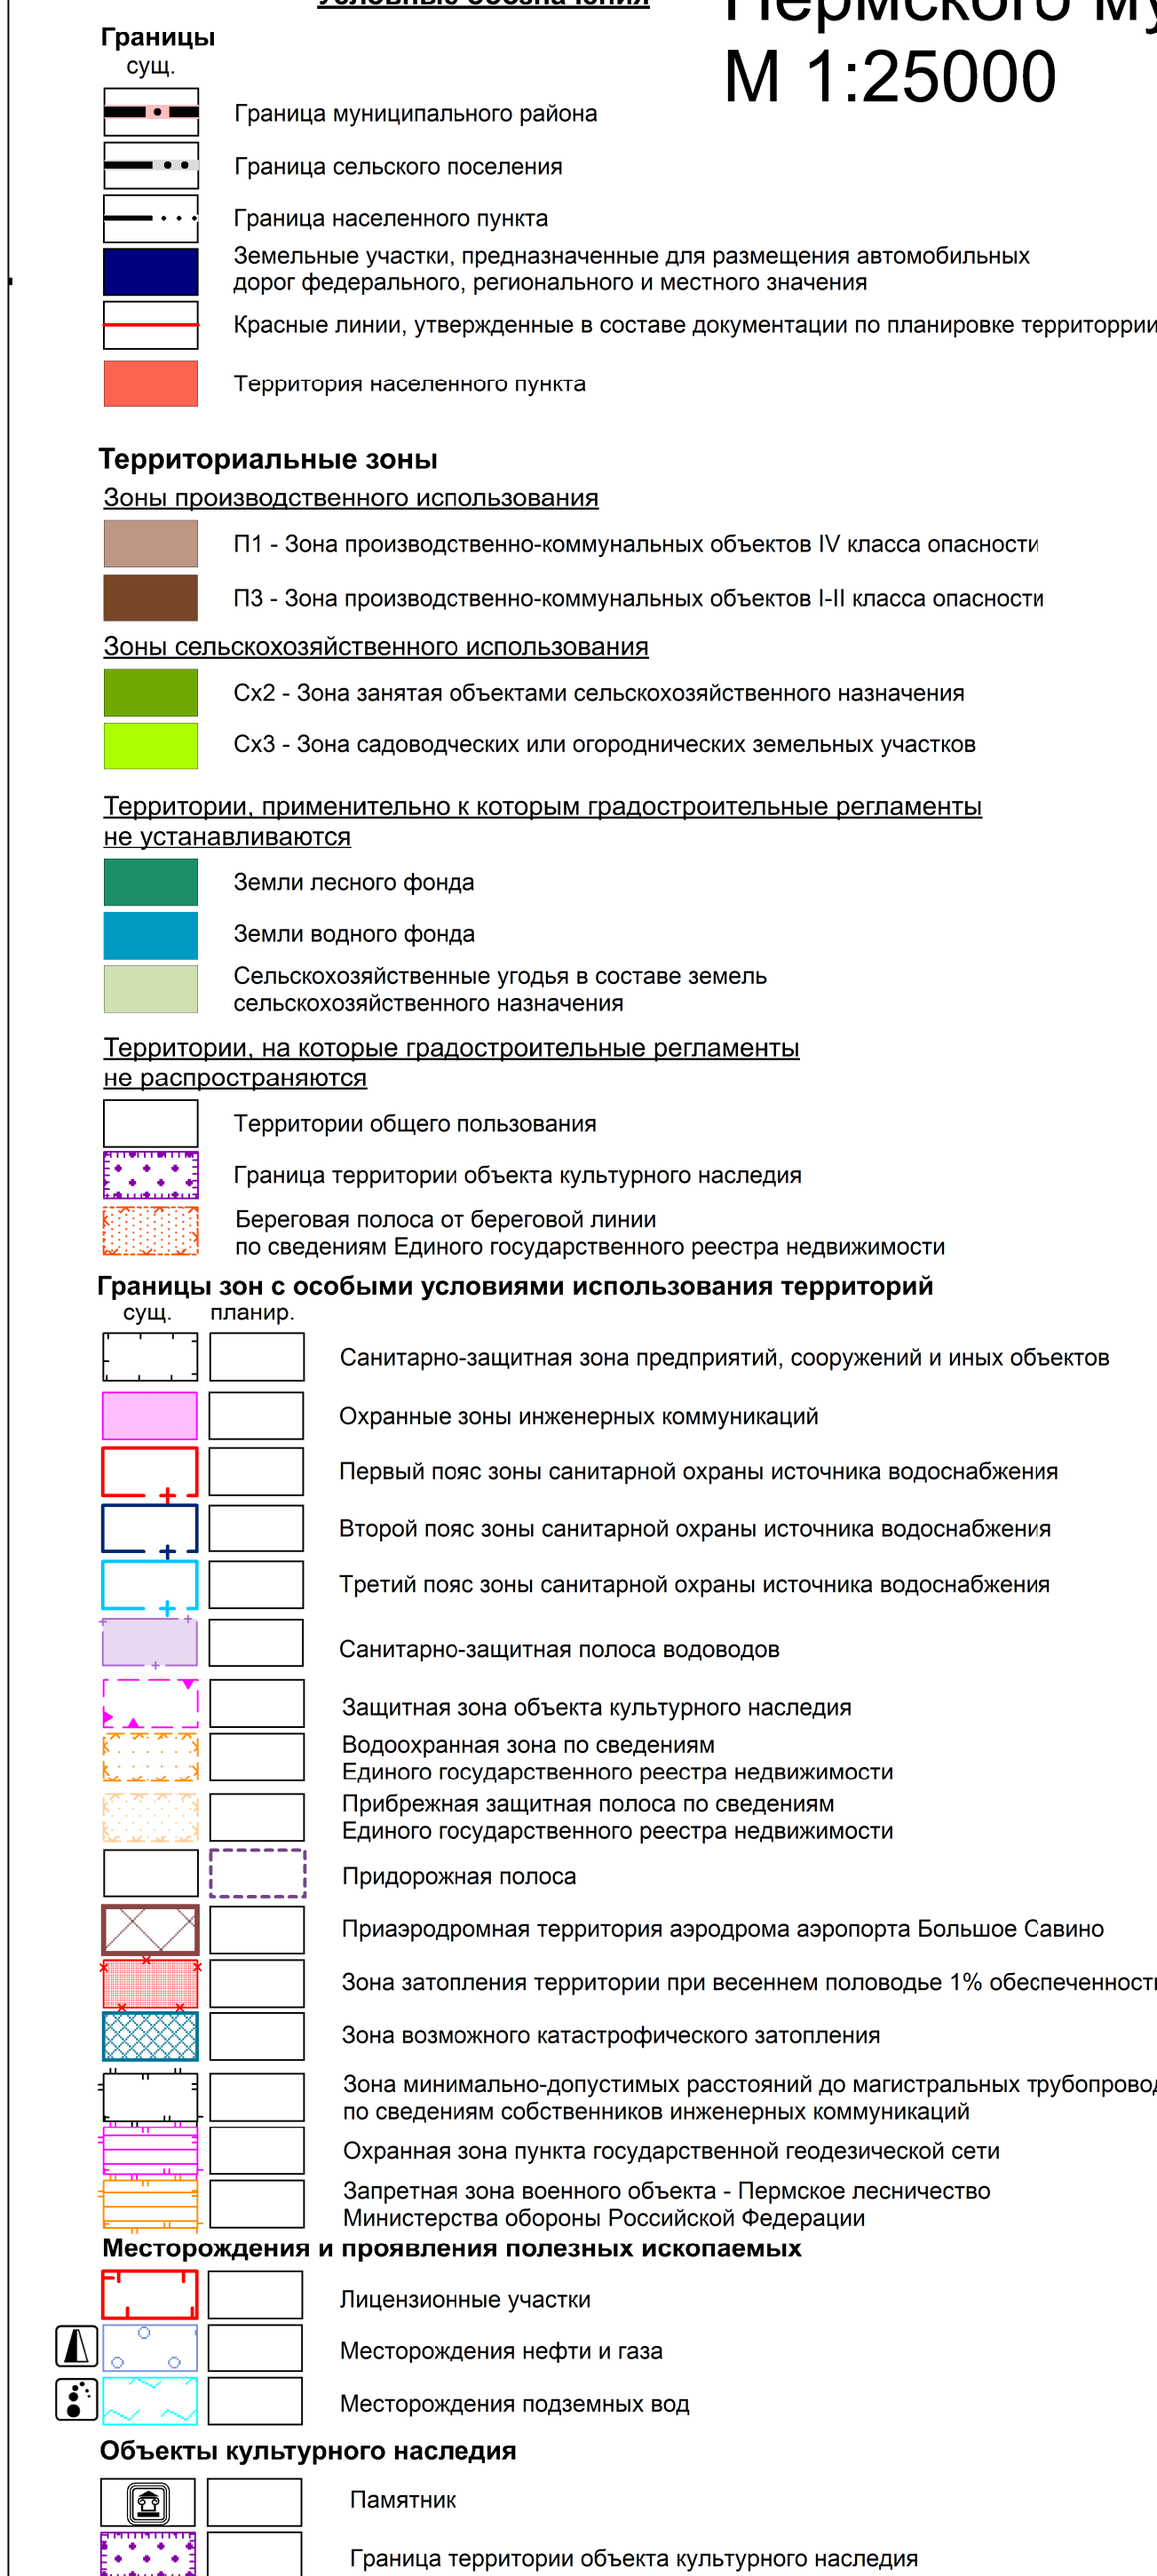 Условные обозначения
Пермского му
М 1:25000
Границы
сущ.
Граница муниципального района
Граница сельского поселения
Граница населенного пункта
Земельные участки, предназначенные для размещения автомобильных
дорог федерального, регионального и местного значения
Красные линии, утвержденные в составе документации по планировке территоррии
Территория населенного пункта
Территориальные зоны
Зоны производственного использования
П1 - Зона производственно-коммунальных объектов IV класса опасности
П3 - Зона производственно-коммунальных объектов I-II класса опасности
Зоны сельскохозяйственного использования
Сх2 - Зона занятая объектами сельскохозяйственного назначения
Сх3 - Зона садоводческих или огороднических земельных участков
Территории, применительно к которым градостроительные регламенты
не устанавливаются
Земли лесного фонда
Земли водного фонда
Сельскохозяйственные угодья в составе земель
сельскохозяйственного назначения
Территории, на которые градостроительные регламенты
не распространяются
Территории общего пользования
Граница территории объекта культурного наследия
Береговая полоса от береговой линии
по сведениям Единого государственного реестра недвижимости
Границы зон с особыми условиями использования территорий
сущ. планир.
Санитарно-защитная зона предприятий, сооружений и иных объектов
Охранные зоны инженерных коммуникаций
Первый пояс зоны санитарной охраны источника водоснабжения
Второй пояс зоны санитарной охраны источника водоснабжения
Третий пояс зоны санитарной охраны источника водоснабжения
Санитарно-защитная полоса водоводов
Защитная зона объекта культурного наследия
Водоохранная зона по сведениям
Единого государственного реестра недвижимости
Прибрежная защитная полоса по сведениям
Единого государственного реестра недвижимости
Придорожная полоса
Приаэродромная территория аэродрома аэропорта Большое Савино
Зона затопления территории при весеннем половодье 1% обеспеченности
Зона возможного катастрофического затопления
Зона минимально-допустимых расстояний до магистральных трубопровод
по сведениям собственников инженерных коммуникаций
Охранная зона пункта государственной геодезической сети
Запретная зона военного объекта - Пермское лесничество
Министерства обороны Российской Федерации
Месторождения и проявления полезных ископаемых
Лицензионные участки
Месторождения нефти и газа
Месторождения подземных вод
Объекты культурного наследия
Памятник
Граница территории объекта культурного наследия